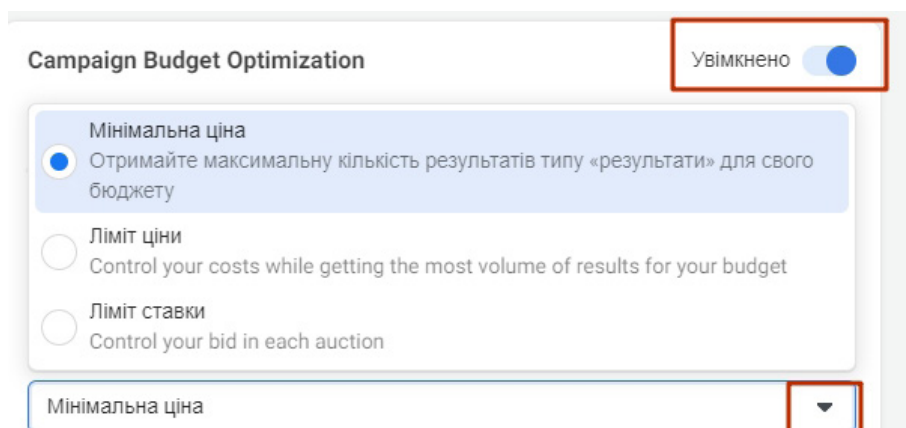 Campaign Budget Optimization
Увімкнено
Мінімальна ціна
Отримайте максимальну кількість результатів типу «результати» для свого
бюджету
Ліміт ціни
Control your costs while getting the most volume of results for your budget
Ліміт ставки
Control your bid in each auction
Мінімальна ціна